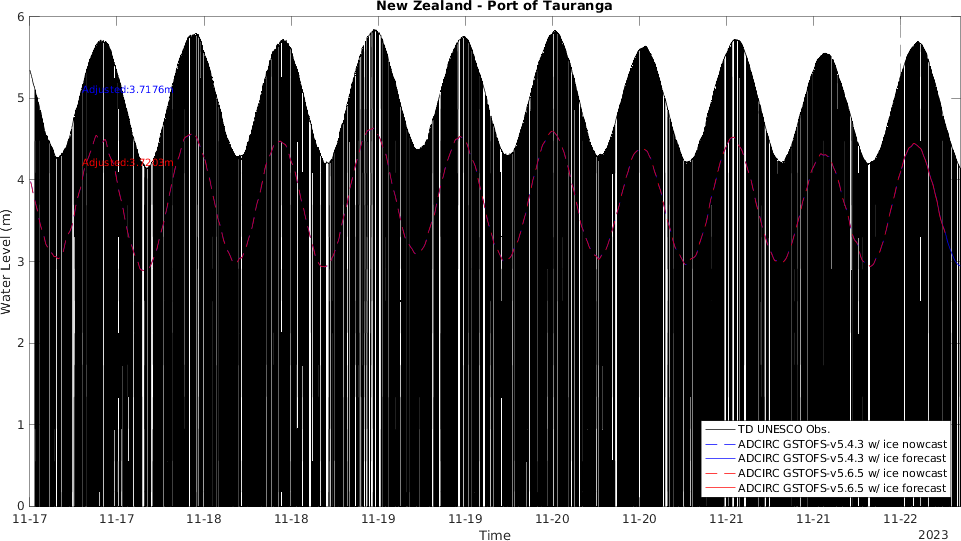 New Zealand - Port of Tauranga
6
5
4
3
2
1
0
Water Level (m)
Adjusted:3.7176m
Adjusted:3.7203m
TD UNESCO Obs.
ADCIRC GSTOFS-v5.4.3 w/ ice nowcast
ADCIRC GSTOFS-v5.4.3 w/ ice forecast
ADCIRC GSTOFS-v5.6.5 w/ ice nowcast
ADCIRC GSTOFS-v5.6.5 w/ ice forecast
11-17 11-17 11-18 11-18 11-19 11-19 11-20 11-20 11-21 11-21 11-22
Time
2023